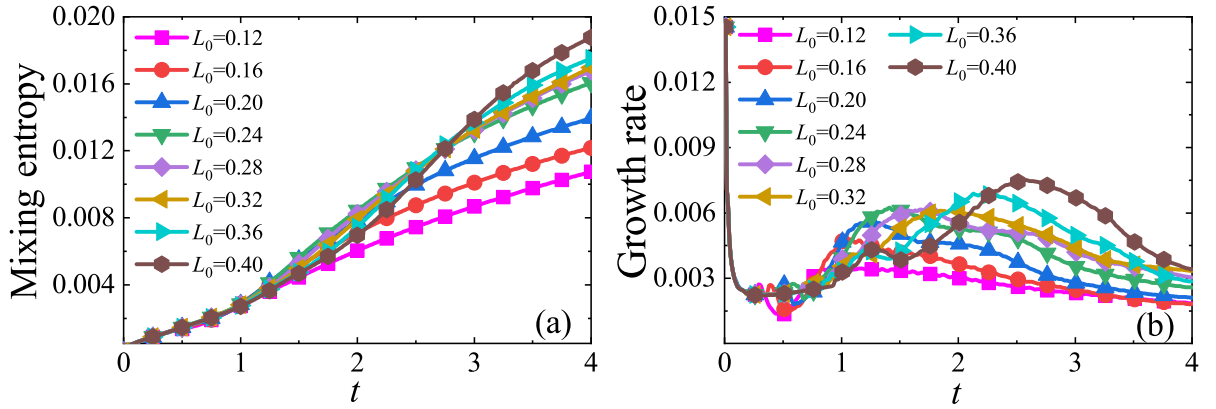 Mixing entropy
0.020
0.016
0.012
0.008
0.004
L0=0.12
L0=0.16
L0=0.20
L0=0.24
L0=0.28
L0=0.32
L0=0.36
L0=0.40
(a)
0 1 2 3 4
t
Growth rate
0.015
0.012
0.009
0.006
0.003
L0=0.12
L0=0.16
L0=0.20
L0=0.24
L0=0.28
L0=0.32
L0=0.36
L0=0.40
(b)
0 1 2 3 4
t